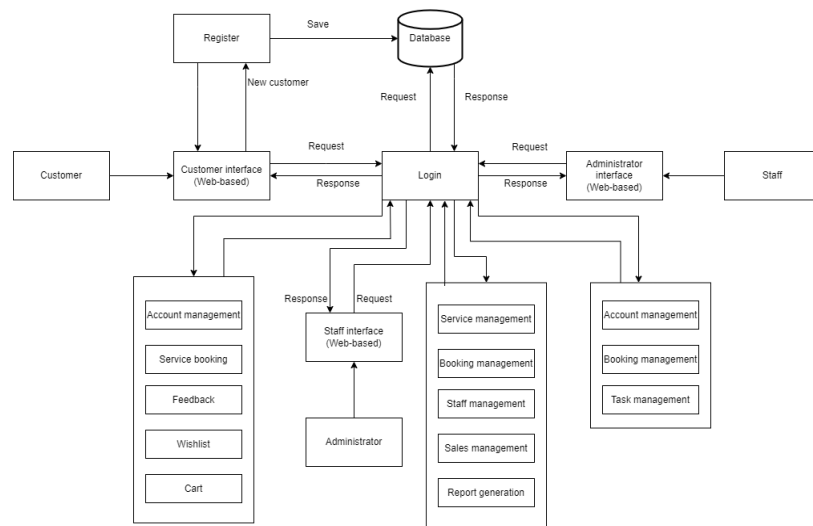 Register
Save
Database
New customer
Request
Response
Customer
Customer interface
(Web-based)
Request
Response
Login
Request
Response
Administrator
interface
(Web-based)
Staff
Response
Request
Account management
Service booking
Feedback
Wishlist
Cart
Staff interface
(Web-based)
Administrator
Service management
Booking management
Staff management
Sales management
Report generation
Account management
Booking management
Task management